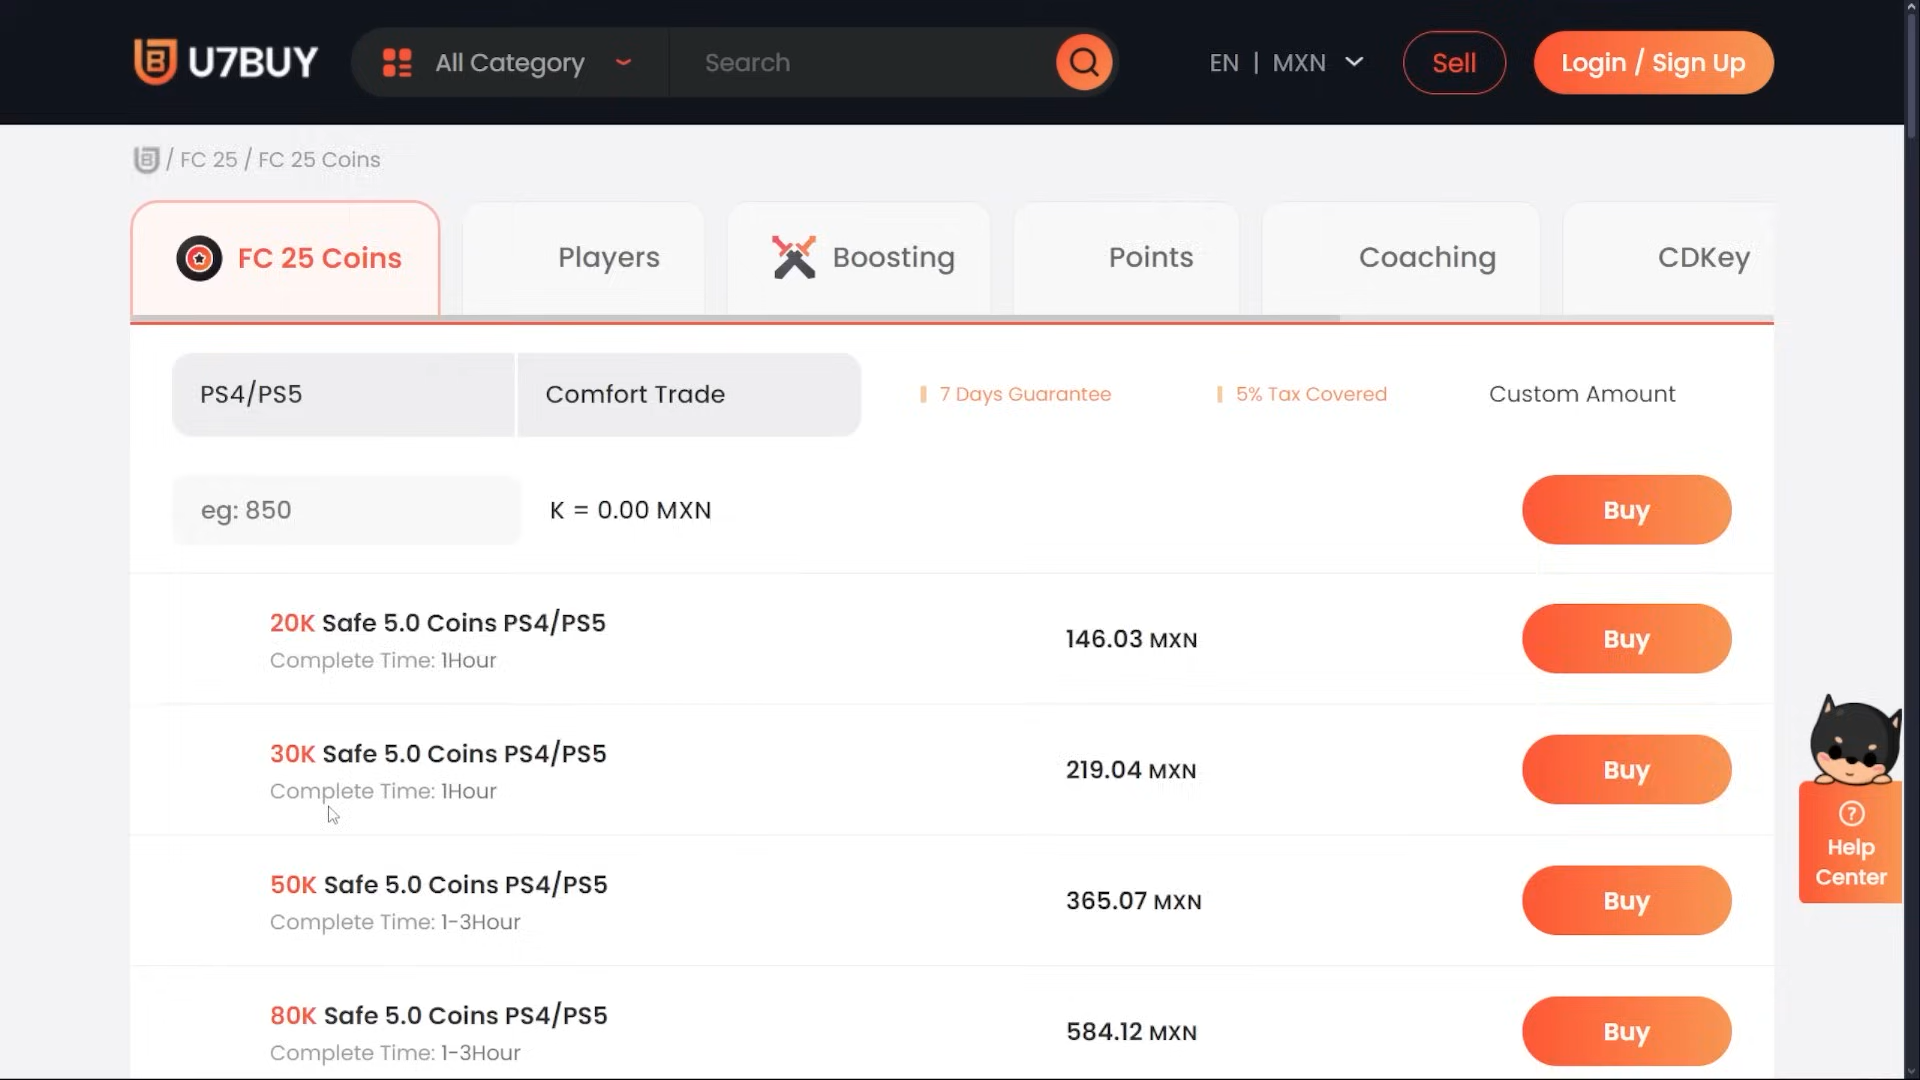 U7BUY
All Category
Search
EN | MXN
Sell
Login / Sign Up
/ FC 25 / FC 25 Coins
FC 25 Coins
Players
Boosting
Points
Coaching
CDKey
PS4/PS5
Comfort Trade
7 Days Guarantee
5% Tax Covered
Custom Amount
eg: 850
K = 0.00 MXN
Buy
20K Safe 5.0 Coins PS4/PS5
Complete Time: 1Hour
146.03 MXN
Buy
30K Safe 5.0 Coins PS4/PS5
Complete Time: 1Hour
219.04 MXN
Buy
50K Safe 5.0 Coins PS4/PS5
Complete Time: 1-3Hour
365.07 MXN
Buy
80K Safe 5.0 Coins PS4/PS5
Complete Time: 1-3Hour
584.12 MXN
Buy
?
Help
Center